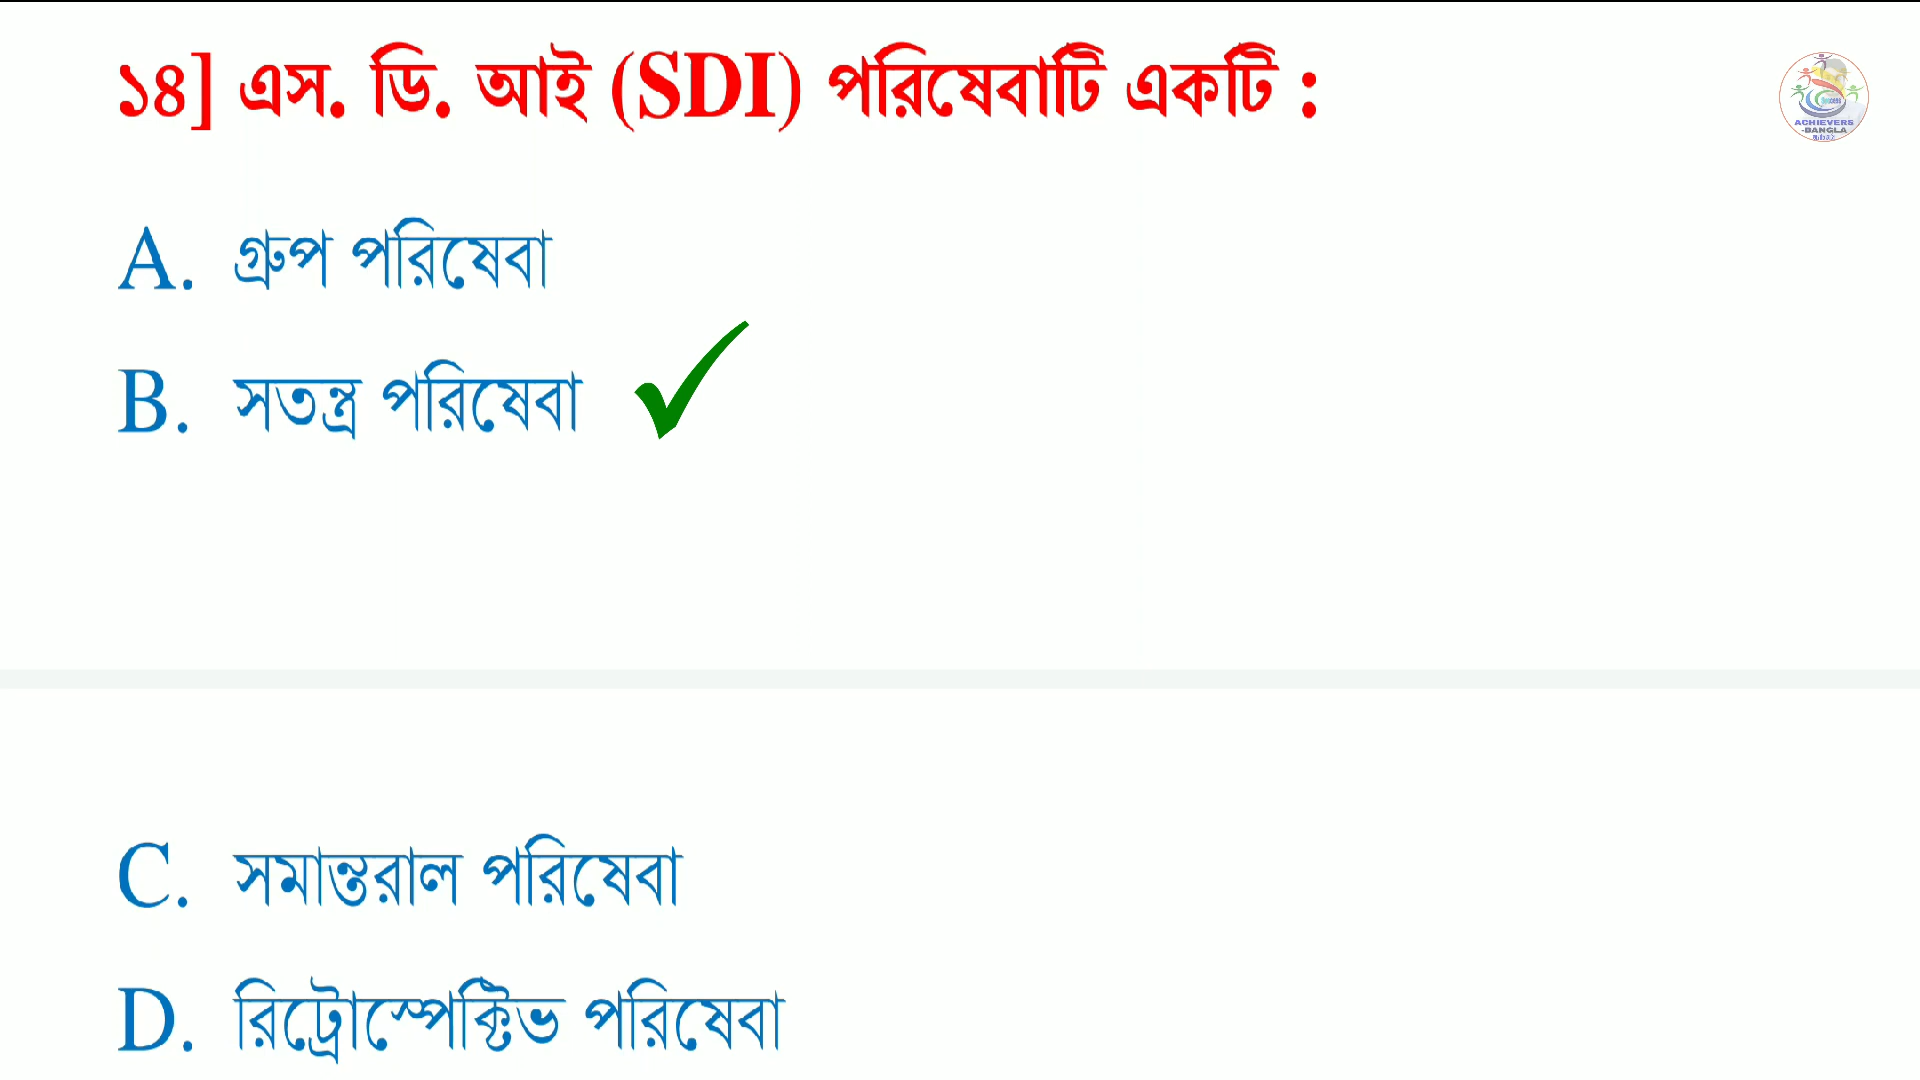 ১৪] এস. ডি. আই (SDI) পরিষেবাটি একটি :
ACHIEVERS
-BANGLA
A. গ্রুপ পরিষেবা
B. সতন্ত্র পরিষেবা
C. সমান্তরাল পরিষেবা
D. রিট্রোস্পেক্টিভ পরিষেবা